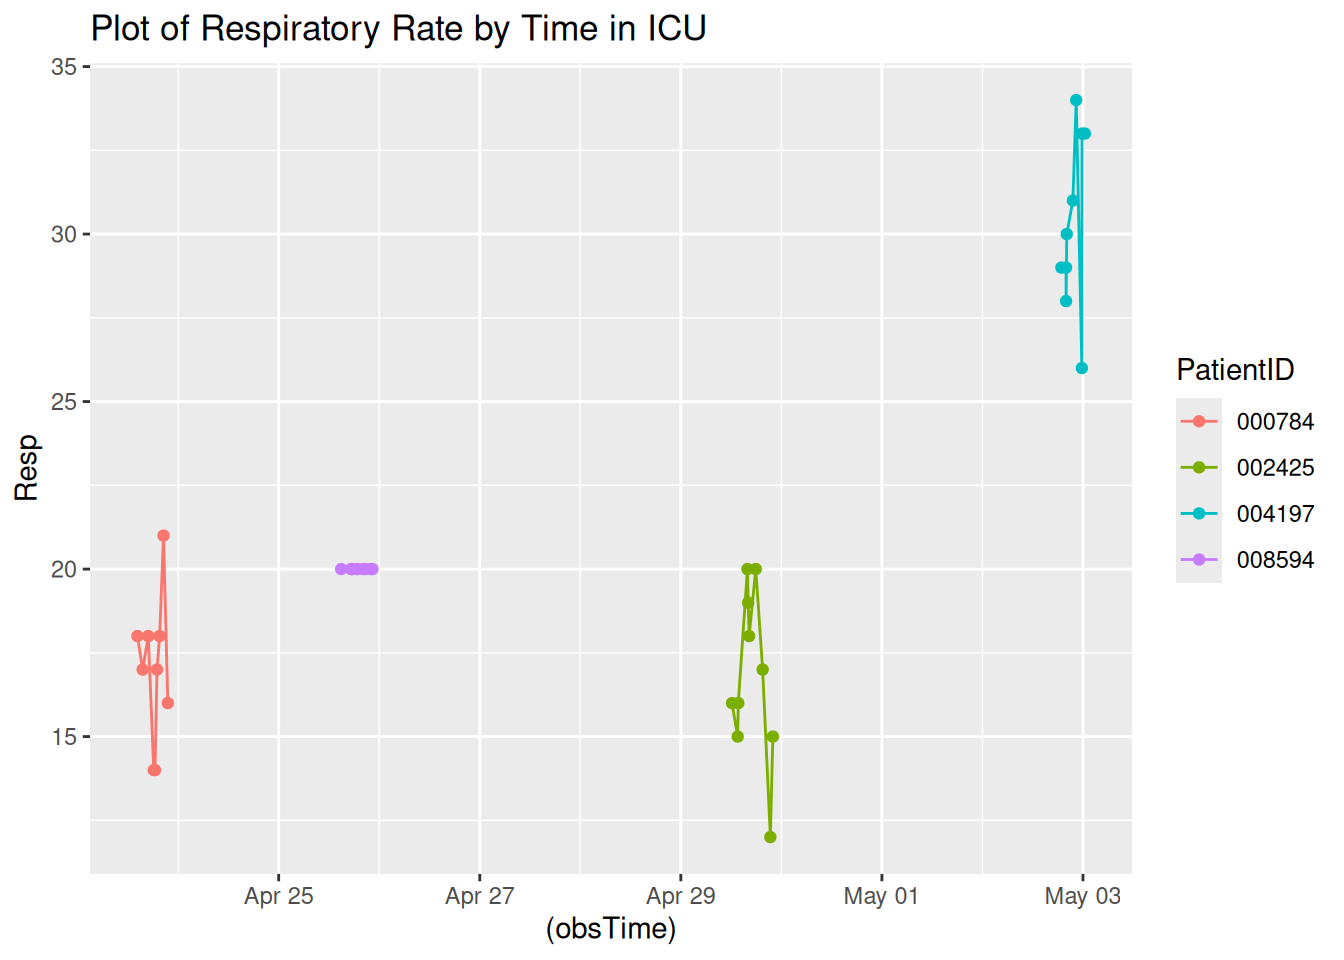 Plot of Respiratory Rate by Time in ICU
35
30
25
20
15
Resp
Apr 25
Apr 27
Apr 29
May 01
May 03
(obsTime)
PatientID
000784
002425
004197
008594